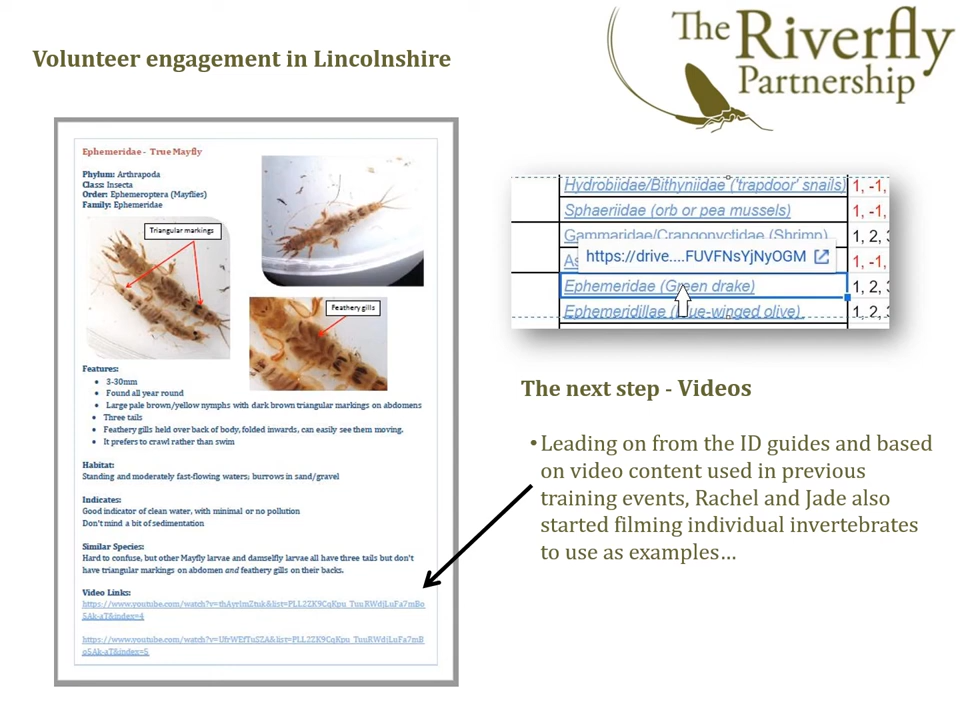 Volunteer engagement in Lincolnshire
The Riverfly
Partnership
Ephemeridae - True Mayfly
Phylum: Arthrapoda
Class: Insecta
Order: Ephemeroptera (Mayflies)
Family: Ephemeridae
Triangular markings
Feathery gills
Features:
• 3-30mm
• Found all year round
• Large pale brown/yellow nymphs with dark brown triangular markings on abdomens
• Three tails
• Feathery gills held over back of body, folded inwards, can easily see them moving.
• It prefers to crawl rather than swim
Habitat:
Standing and moderately fast-flowing waters; burrows in sand/gravel
Indicates:
Good indicator of clean water, with minimal or no pollution
Don't mind a bit of sedimentation
Similar Species:
Hard to confuse, but other Mayfly larvae and damselfly larvae all have three tails but don't
have triangular markings on abdomen and feathery gills on their backs.
Video Links:
Hydrobiidae/Bithyniidae ('trapdoor' snails) 1, -1,
Sphaeriidae (orb or pea mussels) 1, -1,
Gammaridae/Crangonyctidae (Shrimp) 1, 2, 3
https://drive....FUVFNsYjNyOGM
As 1, -1,
Ephemeridae (Green drake) 1, 2, 3
Ephemeridillae (blue-winged olive) 1, 2, 3
The next step - Videos
• Leading on from the ID guides and based
on video content used in previous
training events, Rachel and Jade also
started filming individual invertebrates
to use as examples…